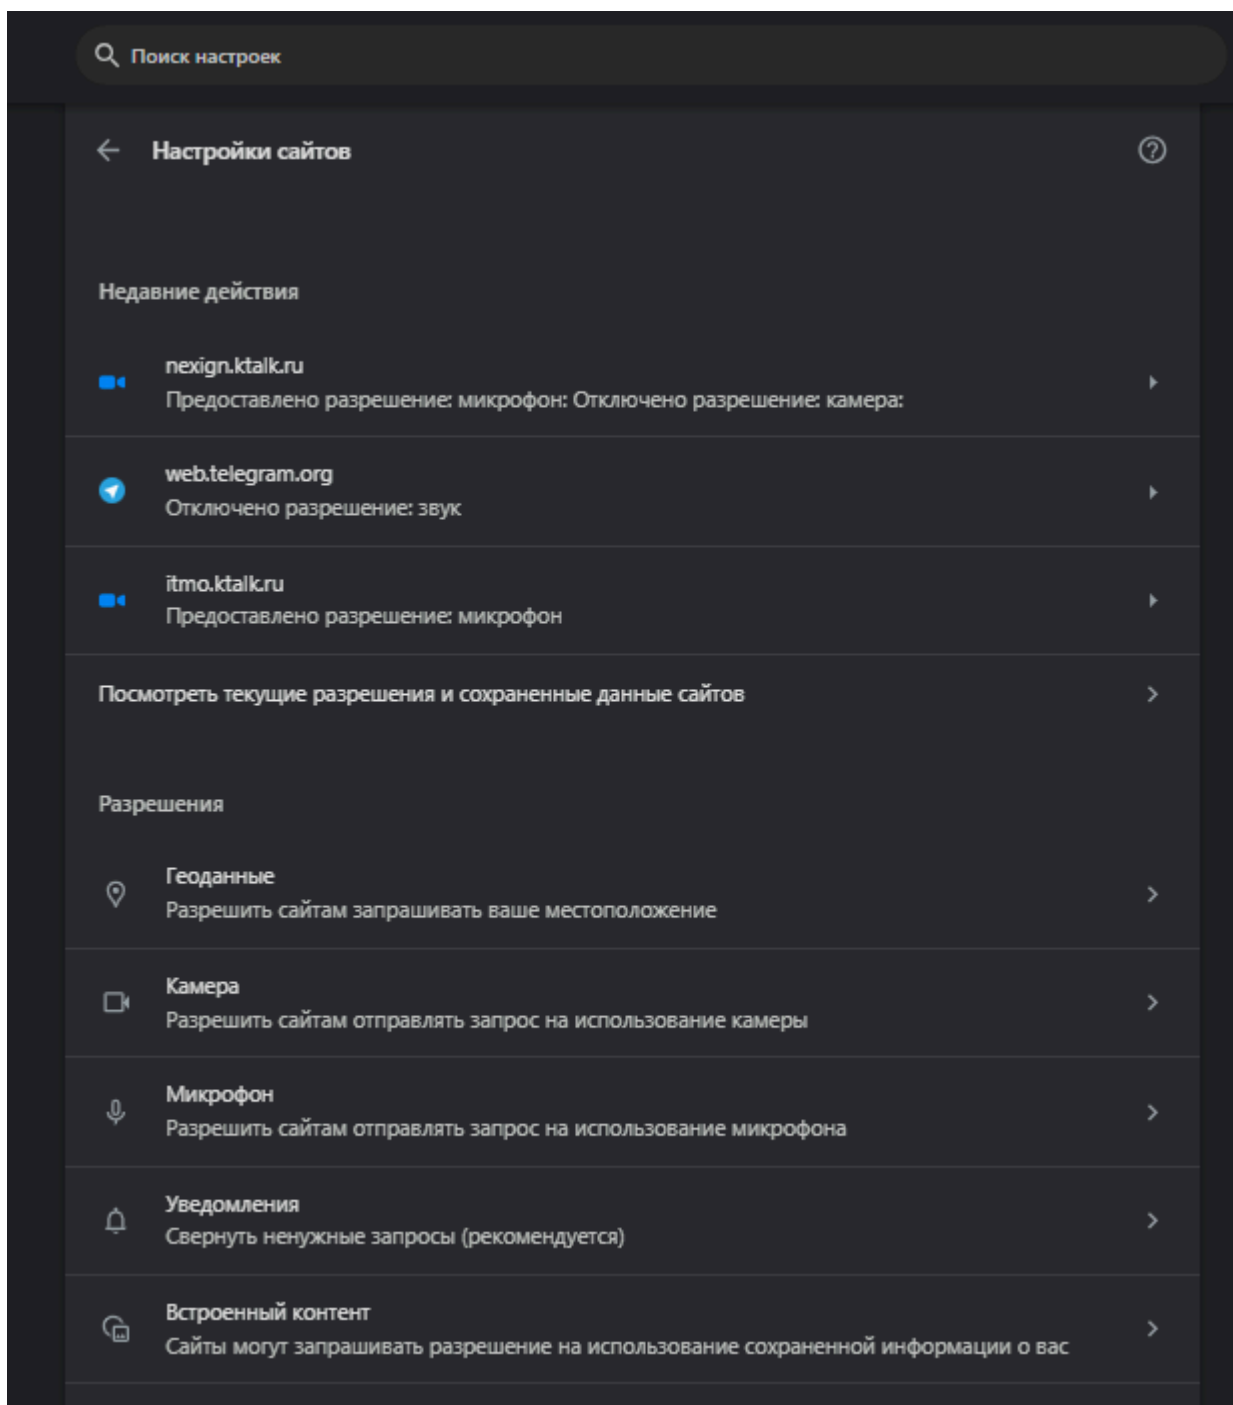 Поиск настроек
Настройки сайтов
Недавние действия
nexign.ktalk.ru
Предоставлено разрешение: микрофон: Отключено разрешение: камера:
web.telegram.org
Отключено разрешение: звук
itmo.ktalk.ru
Предоставлено разрешение: микрофон
Посмотреть текущие разрешения и сохраненные данные сайтов
Разрешения
Геоданные
Разрешить сайтам запрашивать ваше местоположение
Камера
Разрешить сайтам отправлять запрос на использование камеры
Микрофон
Разрешить сайтам отправлять запрос на использование микрофона
Уведомления
Свернуть ненужные запросы (рекомендуется)
Встроенный контент
Сайты могут запрашивать разрешение на использование сохраненной информации о вас